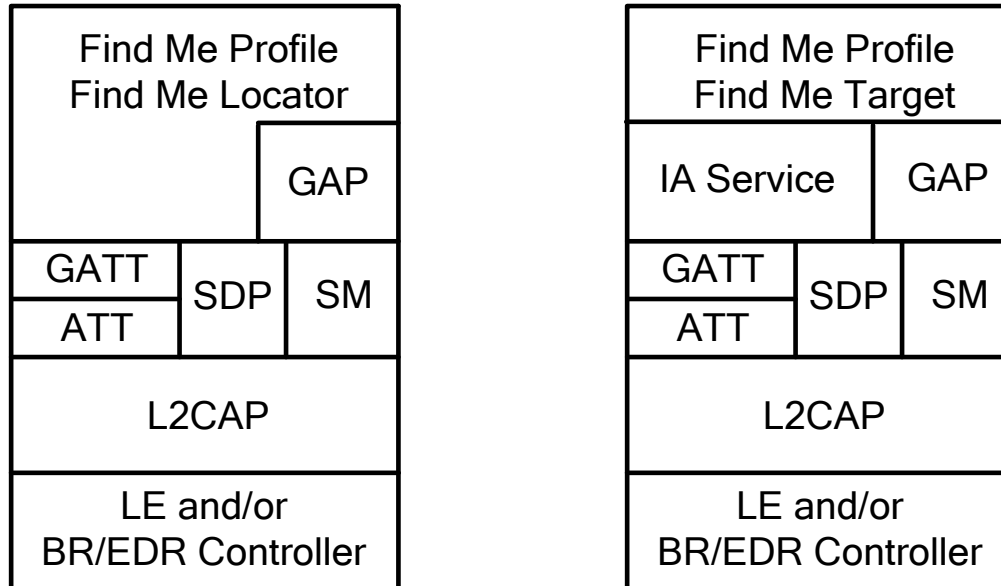 Find Me Profile
Find Me Locator
GAP
GATT
SDP
SM
ATT
L2CAP
LE and/or
BR/EDR Controller
Find Me Profile
Find Me Target
IA Service
GAP
GATT
SDP
SM
ATT
L2CAP
LE and/or
BR/EDR Controller